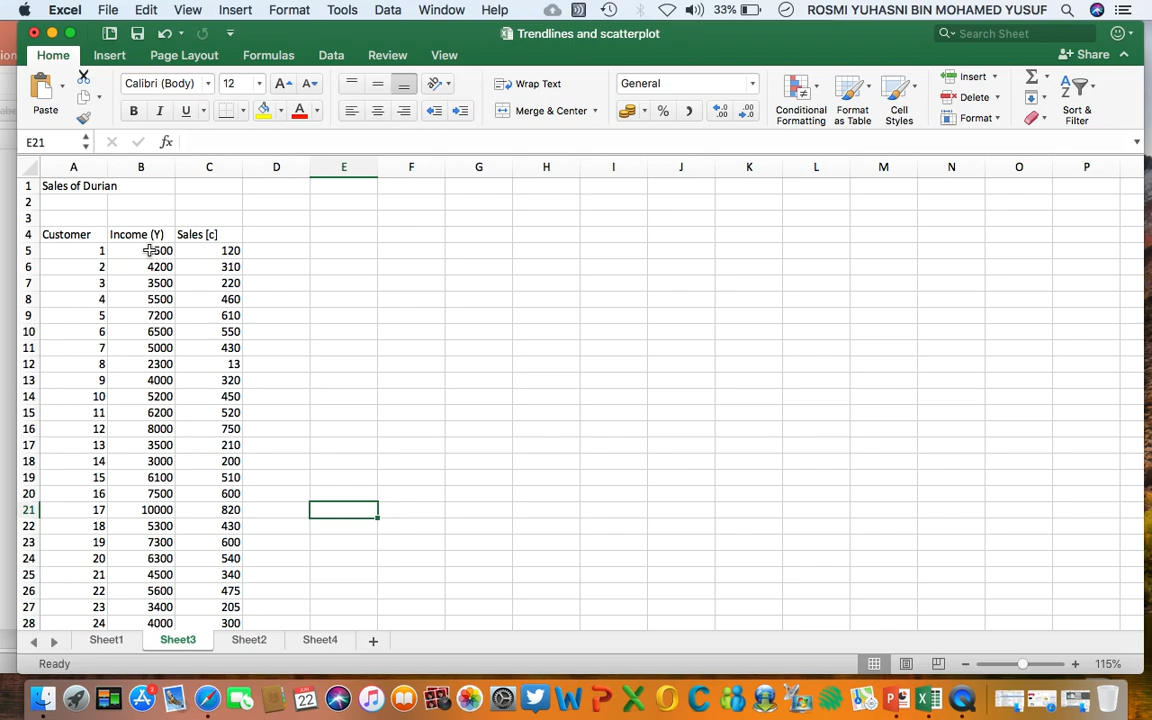 Excel File Edit View Insert Format Tools Data Window Help 33% ROSMI YUHASNI BIN MOHAMED YUSUF
Trendlines and scatterplot
Search Sheet
Home Insert Page Layout Formulas Data Review View
Share
Paste
Calibri (Body) 12
Wrap Text
General
Merge & Center
Conditional Formatting
Format as Table
Cell Styles
Insert
Delete
Format
Sort & Filter
E21 fx
A B C D E F G H I J K L M N O P
1 Sales of Durian
2
3
4 Customer Income (Y) Sales [c]
5 1 500 120
6 2 4200 310
7 3 3500 220
8 4 5500 460
9 5 7200 610
10 6 6500 550
11 7 5000 430
12 8 2300 13
13 9 4000 320
14 10 5200 450
15 11 6200 520
16 12 8000 750
17 13 3500 210
18 14 3000 200
19 15 6100 510
20 16 7500 600
21 17 10000 820
22 18 5300 430
23 19 7300 600
24 20 6300 540
25 21 4500 340
26 22 5600 475
27 23 3400 205
28 24 4000 300
Sheet1 Sheet3 Sheet2 Sheet4
Ready 115%